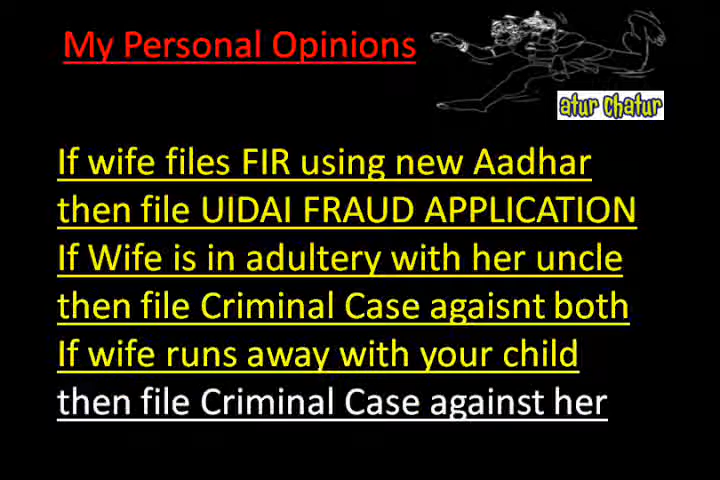 My Personal Opinions
atur Chatur
If wife files FIR using new Aadhar
then file UIDAI FRAUD APPLICATION
If Wife is in adultery with her uncle
then file Criminal Case agaisnt both
If wife runs away with your child
then file Criminal Case against her